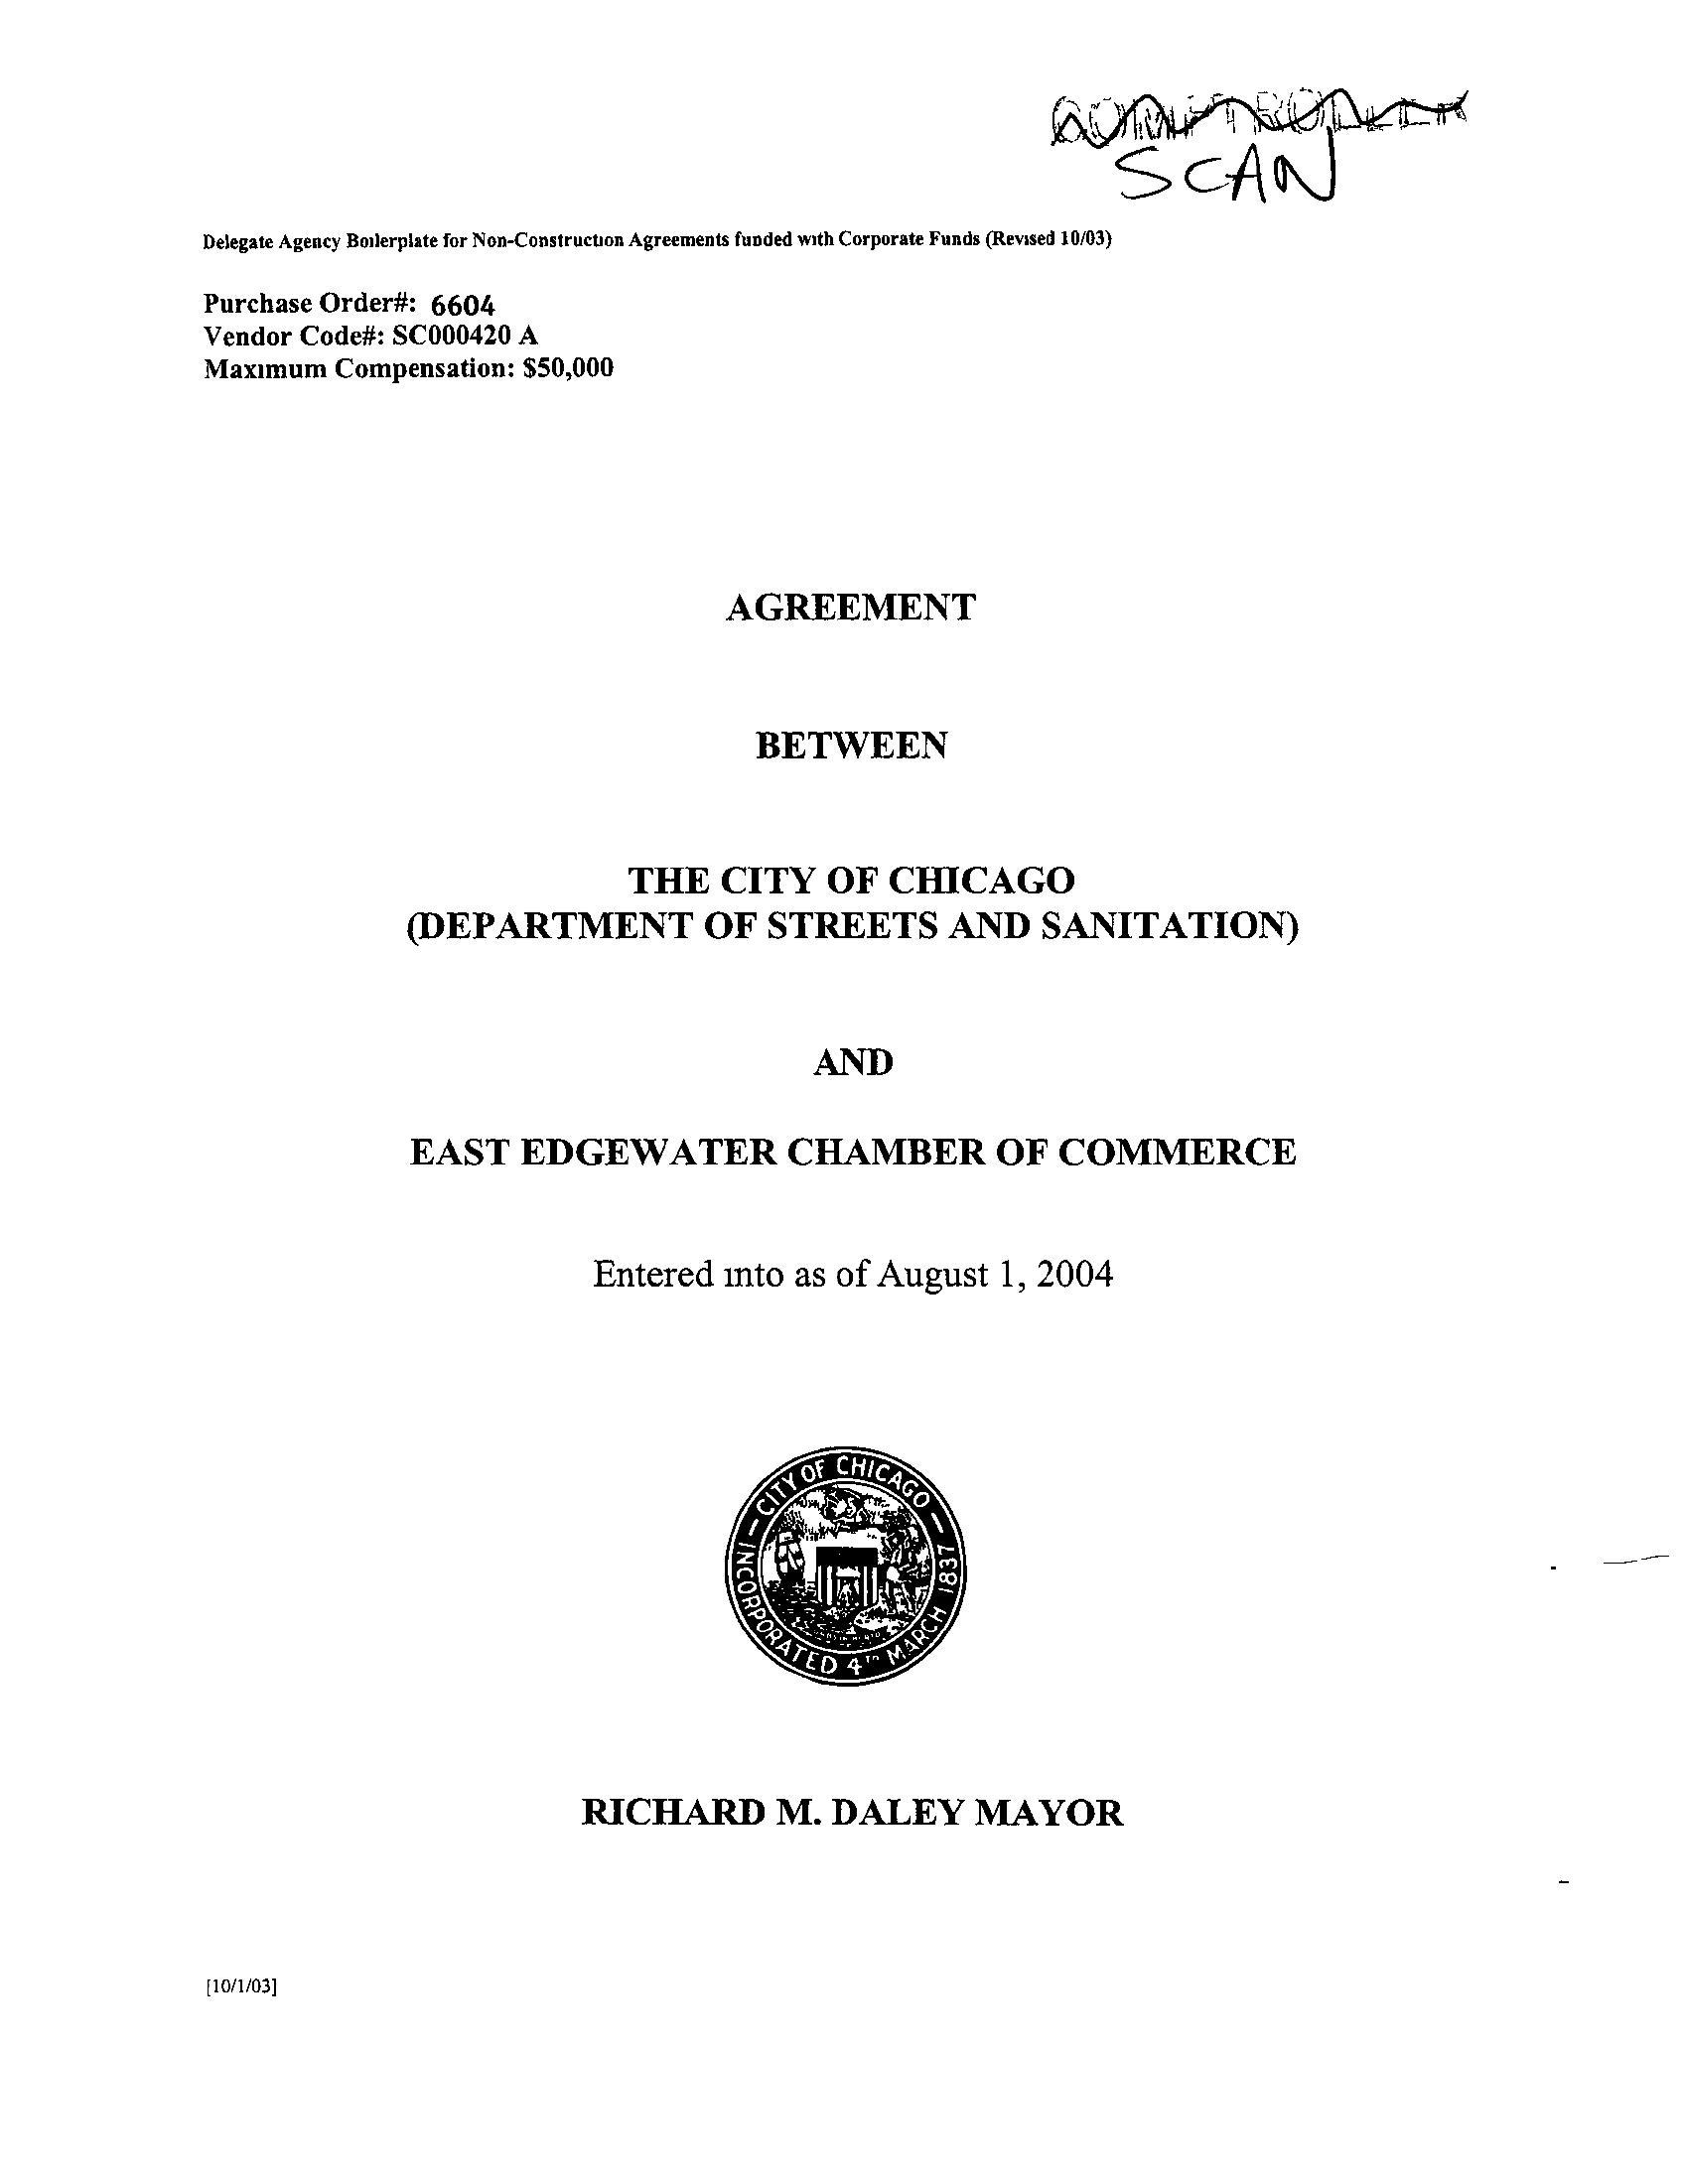 COMPTROLLER
SCAN
Delegate Agency Boilerplate for Non-Construction Agreements funded with Corporate Funds (Revised 10/03)
Purchase Order#: 6604
Vendor Code#: SC000420 A
Maximum Compensation: $50,000
AGREEMENT
BETWEEN
THE CITY OF CHICAGO
(DEPARTMENT OF STREETS AND SANITATION)
AND
EAST EDGEWATER CHAMBER OF COMMERCE
Entered into as of August 1, 2004
CITY OF CHICAGO
INCORPORATED 4TH MARCH 1837
RICHARD M. DALEY MAYOR
[10/1/03]